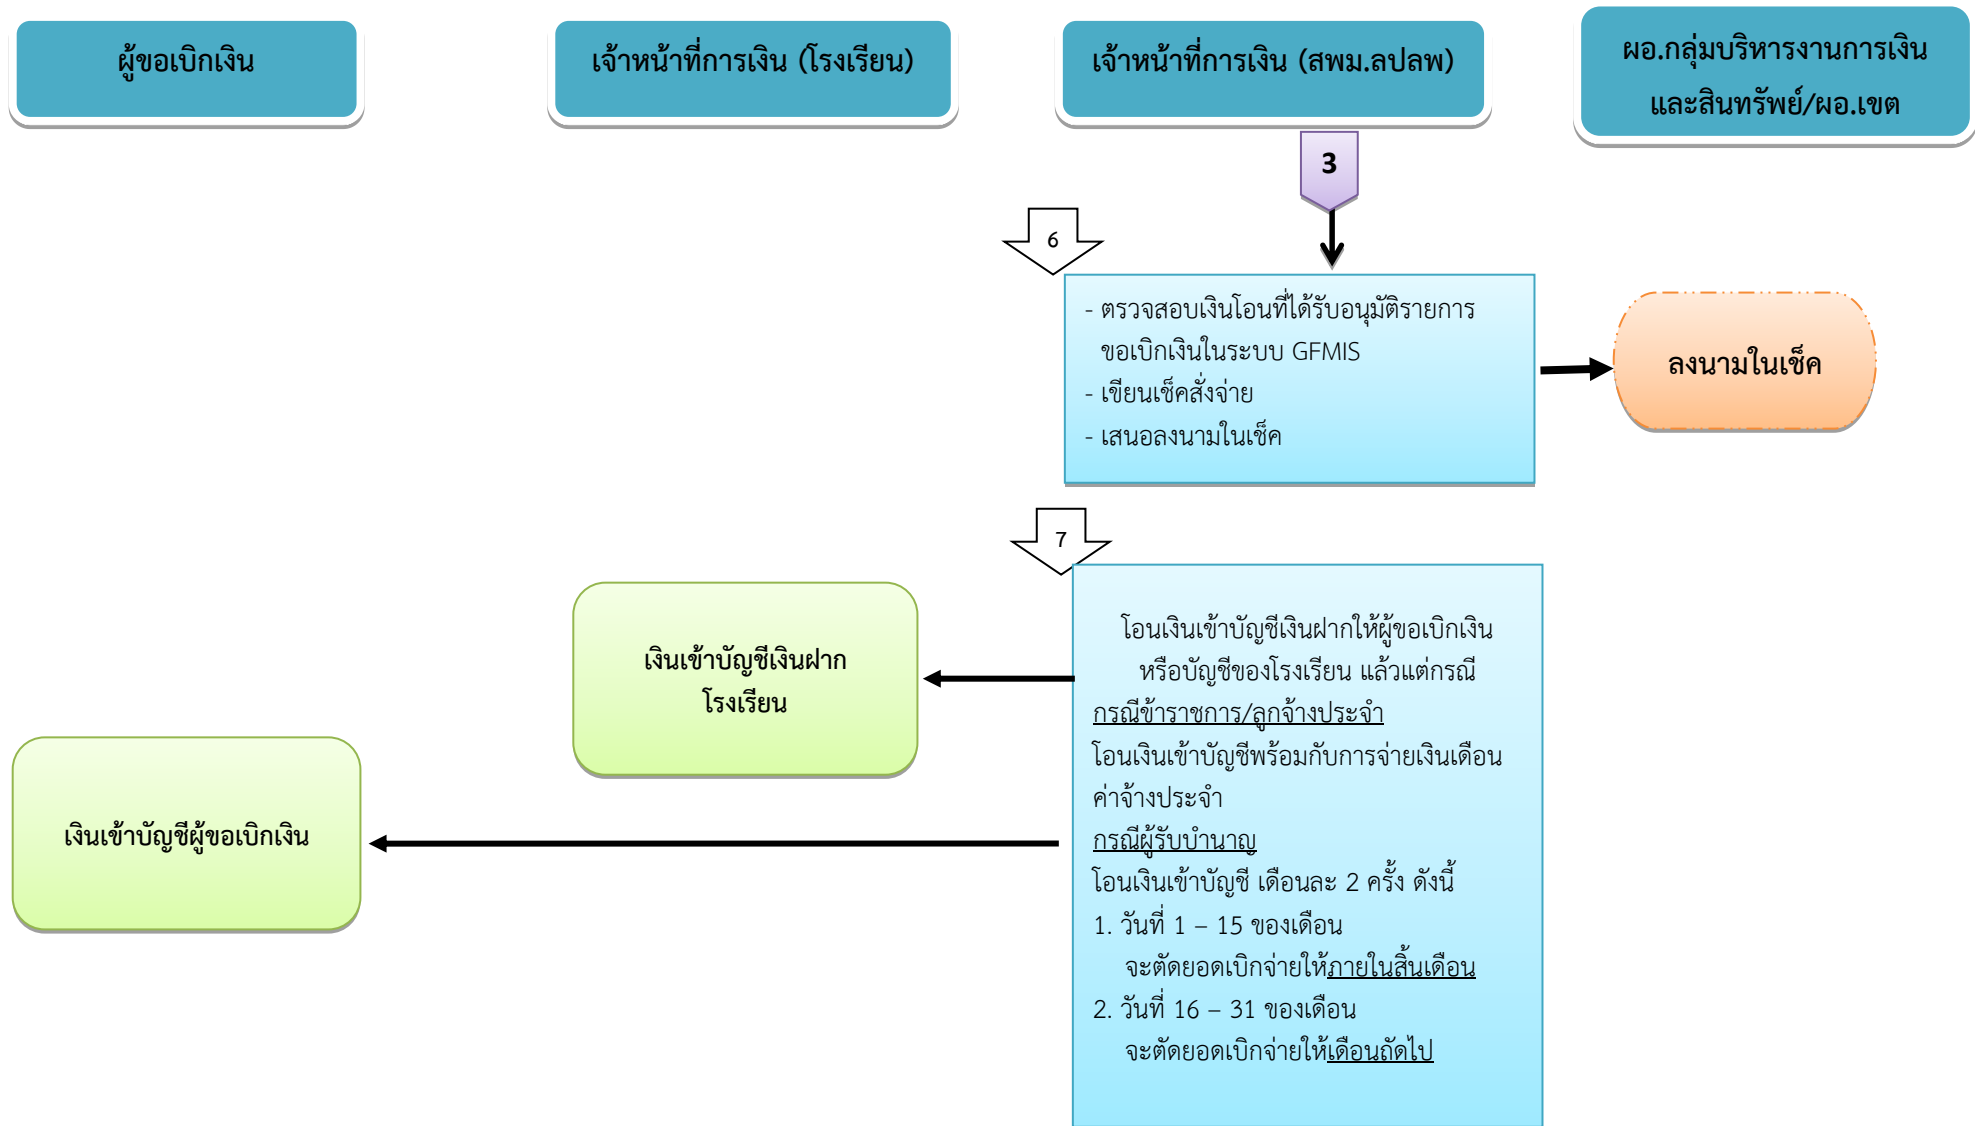 ผู้ขอเบิกเงิน
เจ้าหน้าที่การเงิน (โรงเรียน)
เจ้าหน้าที่การเงิน (สพม.ลปลพ)
ผอ.กลุ่มบริหารงานการเงิน
และสินทรัพย์/ผอ.เขต
3
6
- ตรวจสอบเงินโอนที่ได้รับอนุมัติรายการ
ขอเบิกเงินในระบบ GFMIS
- เขียนเช็คสั่งจ่าย
- เสนอลงนามในเช็ค
ลงนามในเช็ค
7
โอนเงินเข้าบัญชีเงินฝากให้ผู้ขอเบิกเงิน
หรือบัญชีของโรงเรียน แล้วแต่กรณี
กรณีข้าราชการ/ลูกจ้างประจำ
โอนเงินเข้าบัญชีพร้อมกับการจ่ายเงินเดือน
ค่าจ้างประจำ
กรณีผู้รับบำนาญ
โอนเงินเข้าบัญชี เดือนละ 2 ครั้ง ดังนี้
1. วันที่ 1 – 15 ของเดือน
จะตัดยอดเบิกจ่ายให้ภายในสิ้นเดือน
2. วันที่ 16 – 31 ของเดือน
จะตัดยอดเบิกจ่ายให้เดือนถัดไป
เงินเข้าบัญชีเงินฝาก
โรงเรียน
เงินเข้าบัญชีผู้ขอเบิกเงิน